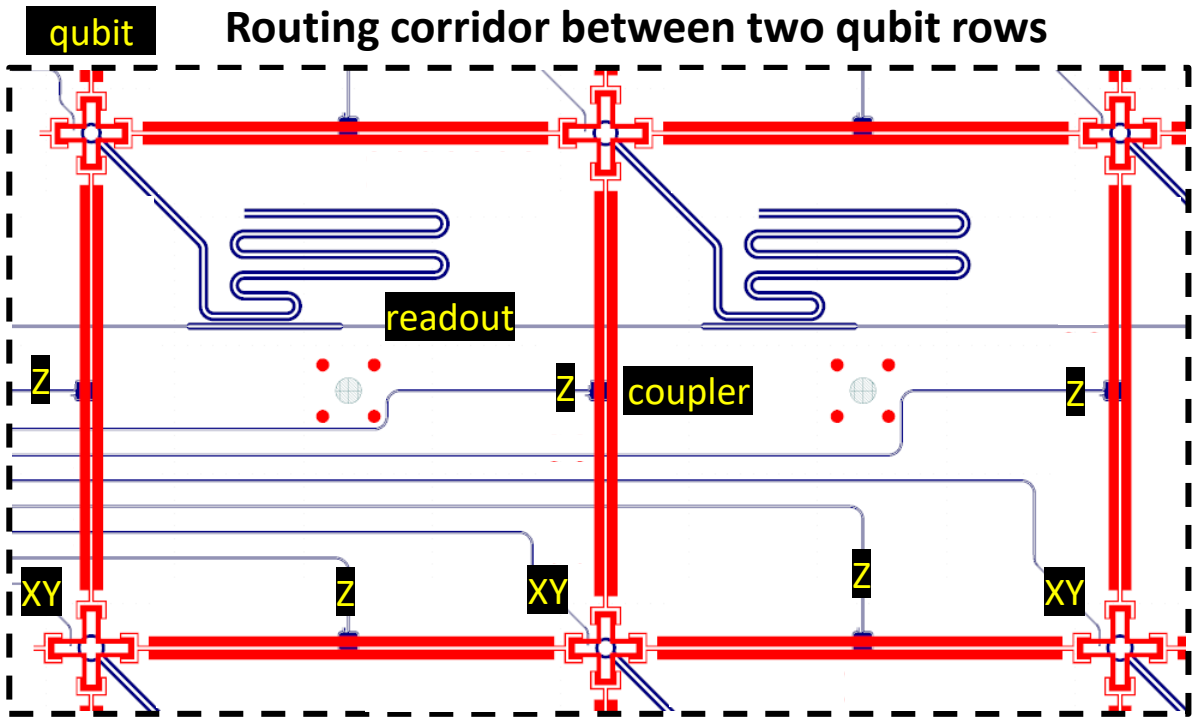 qubit
Routing corridor between two qubit rows
readout
Z
Z
coupler
Z
XY
Z
XY
Z
XY